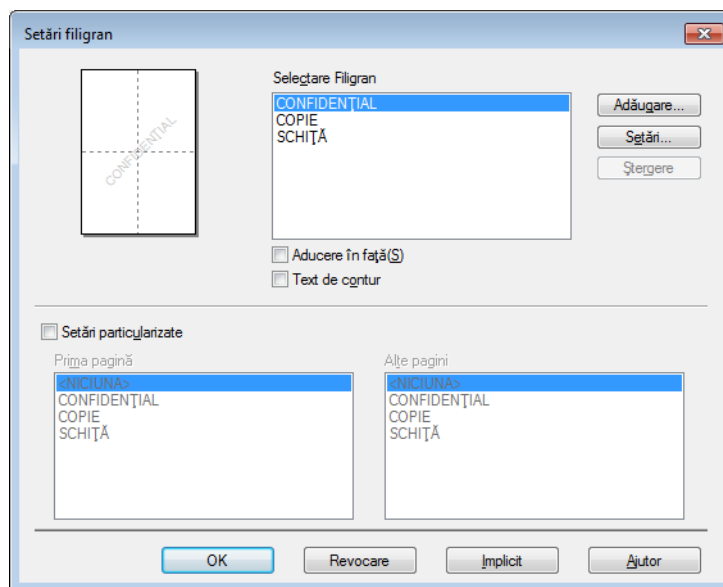 Setări filigran
Selectare Filigran
CONFIDENŢIAL
CONFIDENŢIAL
COPIE
SCHIŢĂ
Adăugare...
Setări...
Ştergere
Aducere în faţă(S)
Text de contur
Setări particularizate
Prima pagină
<NICIUNA>
CONFIDENŢIAL
COPIE
SCHIŢĂ
Alte pagini
<NICIUNA>
CONFIDENŢIAL
COPIE
SCHIŢĂ
OK
Revocare
Implicit
Ajutor